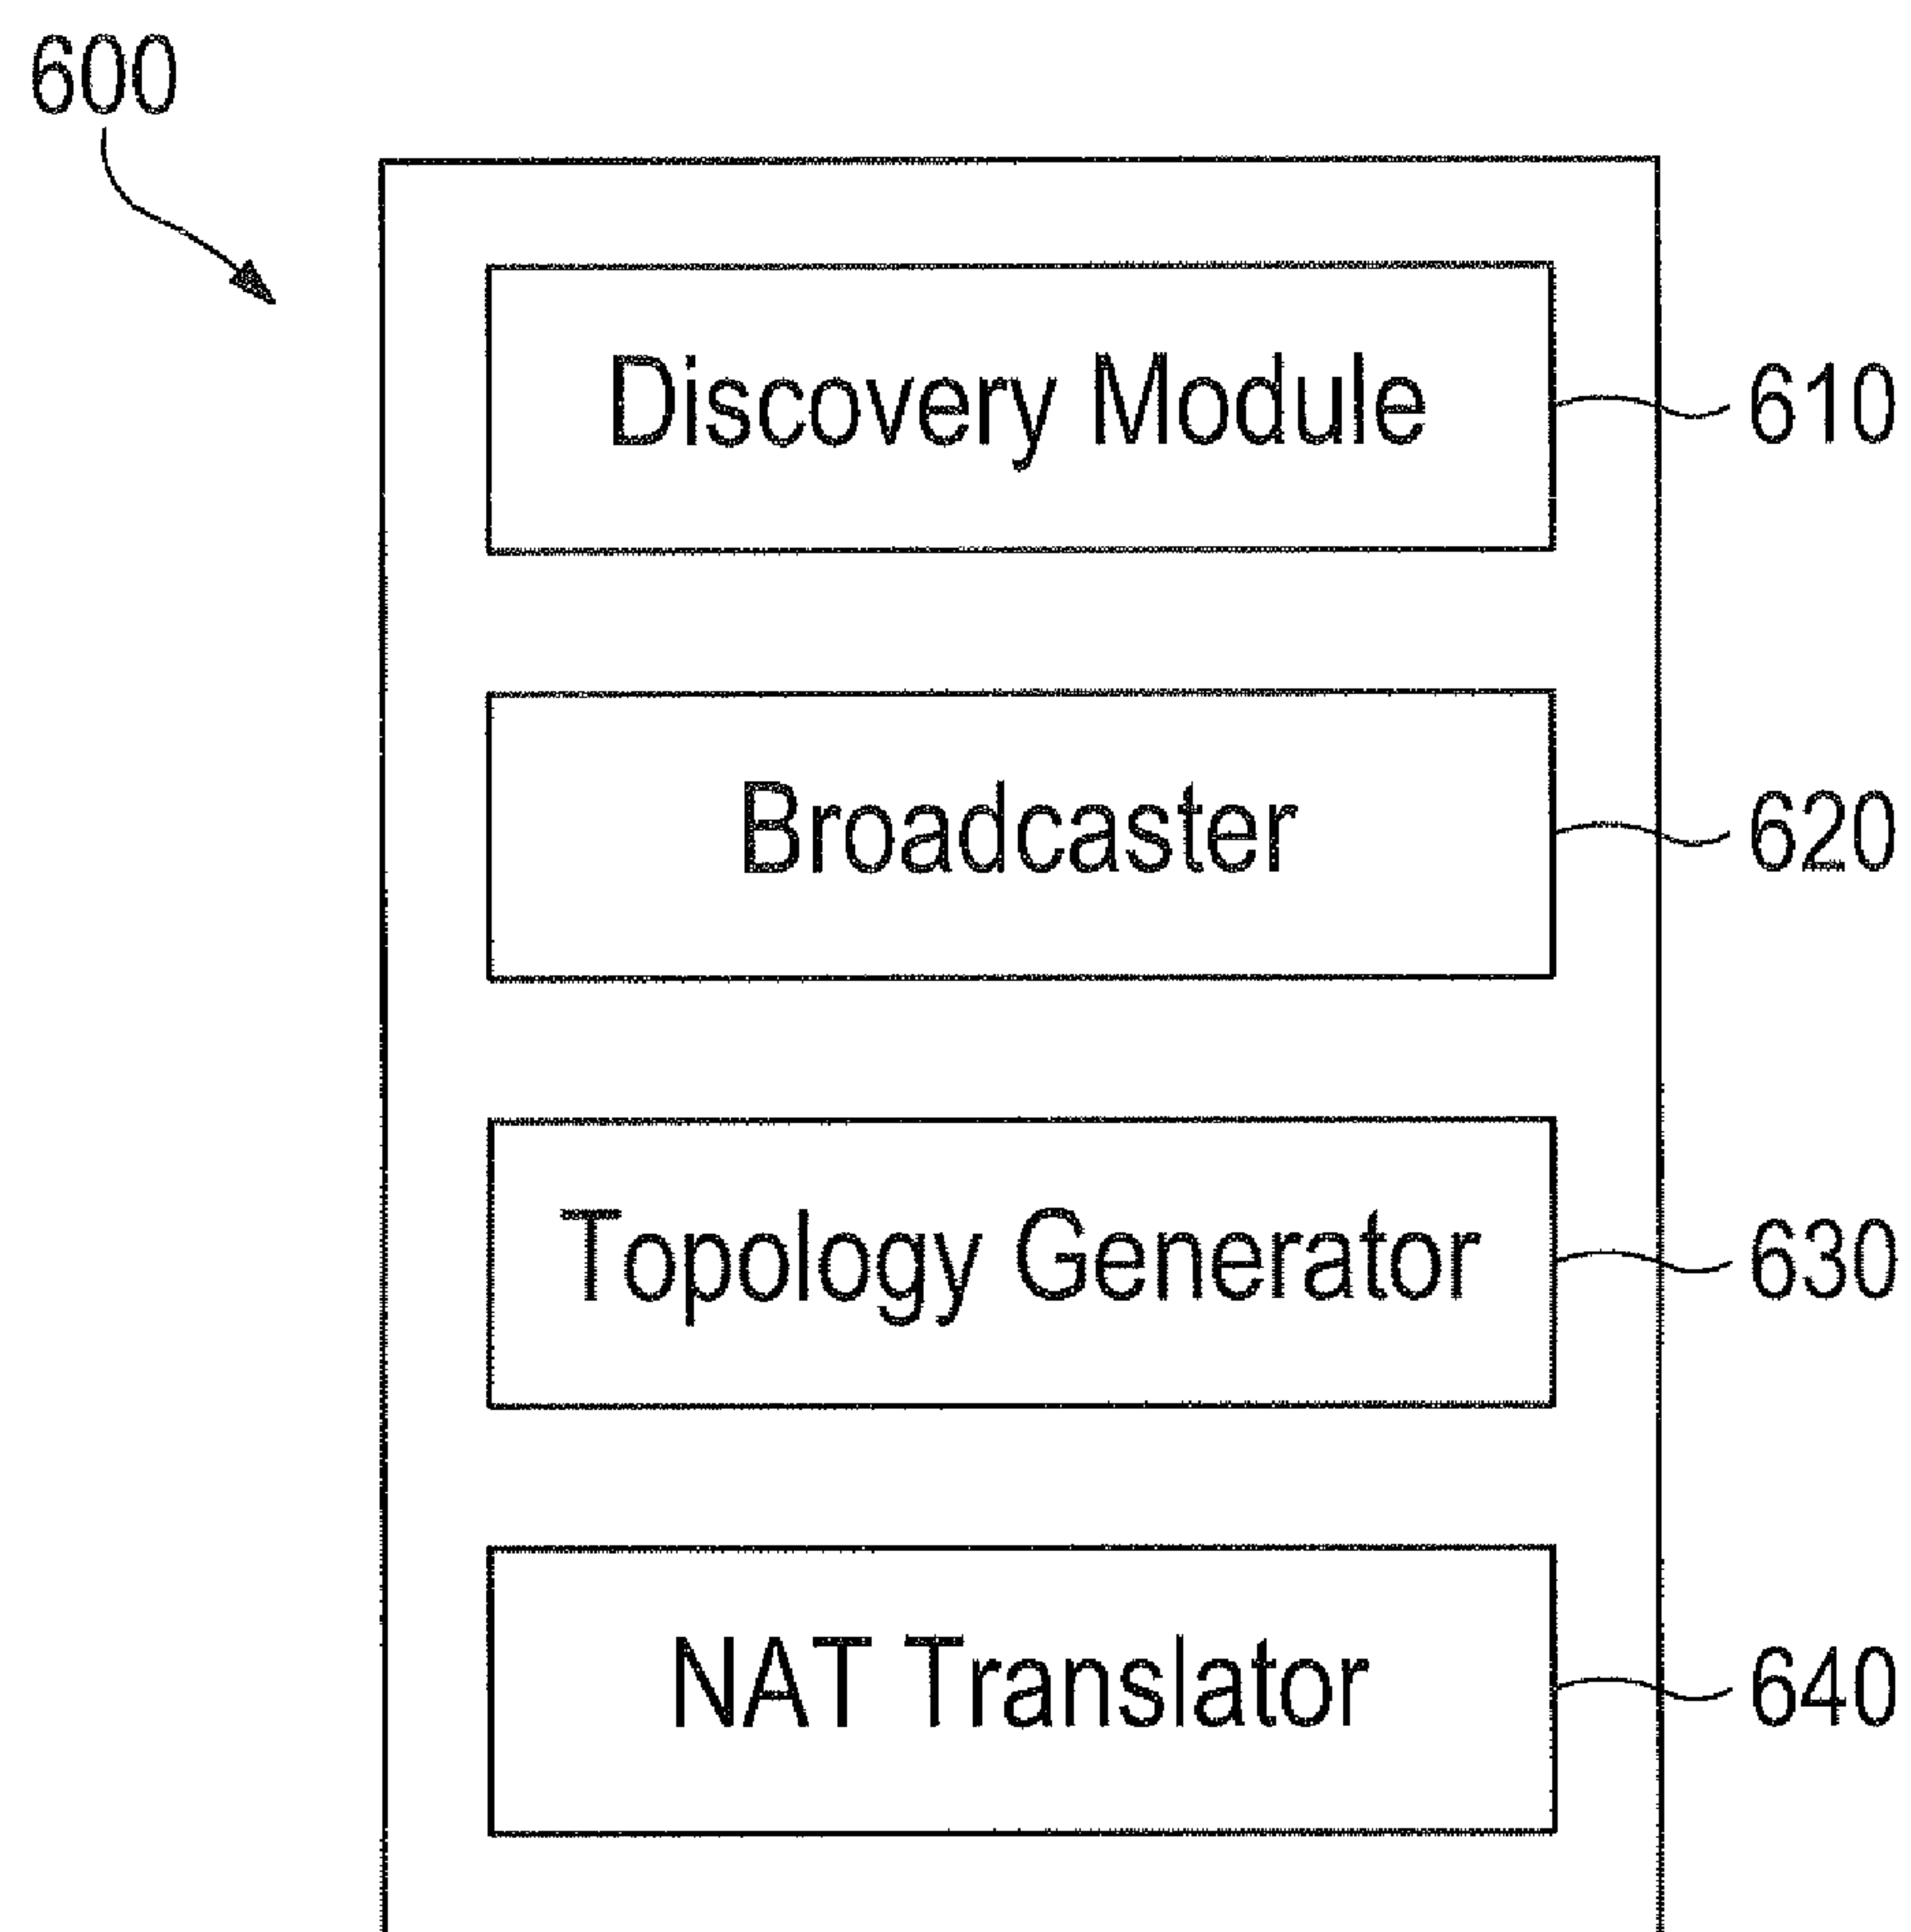 600
Discovery Module 610
Broadcaster 620
Topology Generator 630
NAT Translator 640